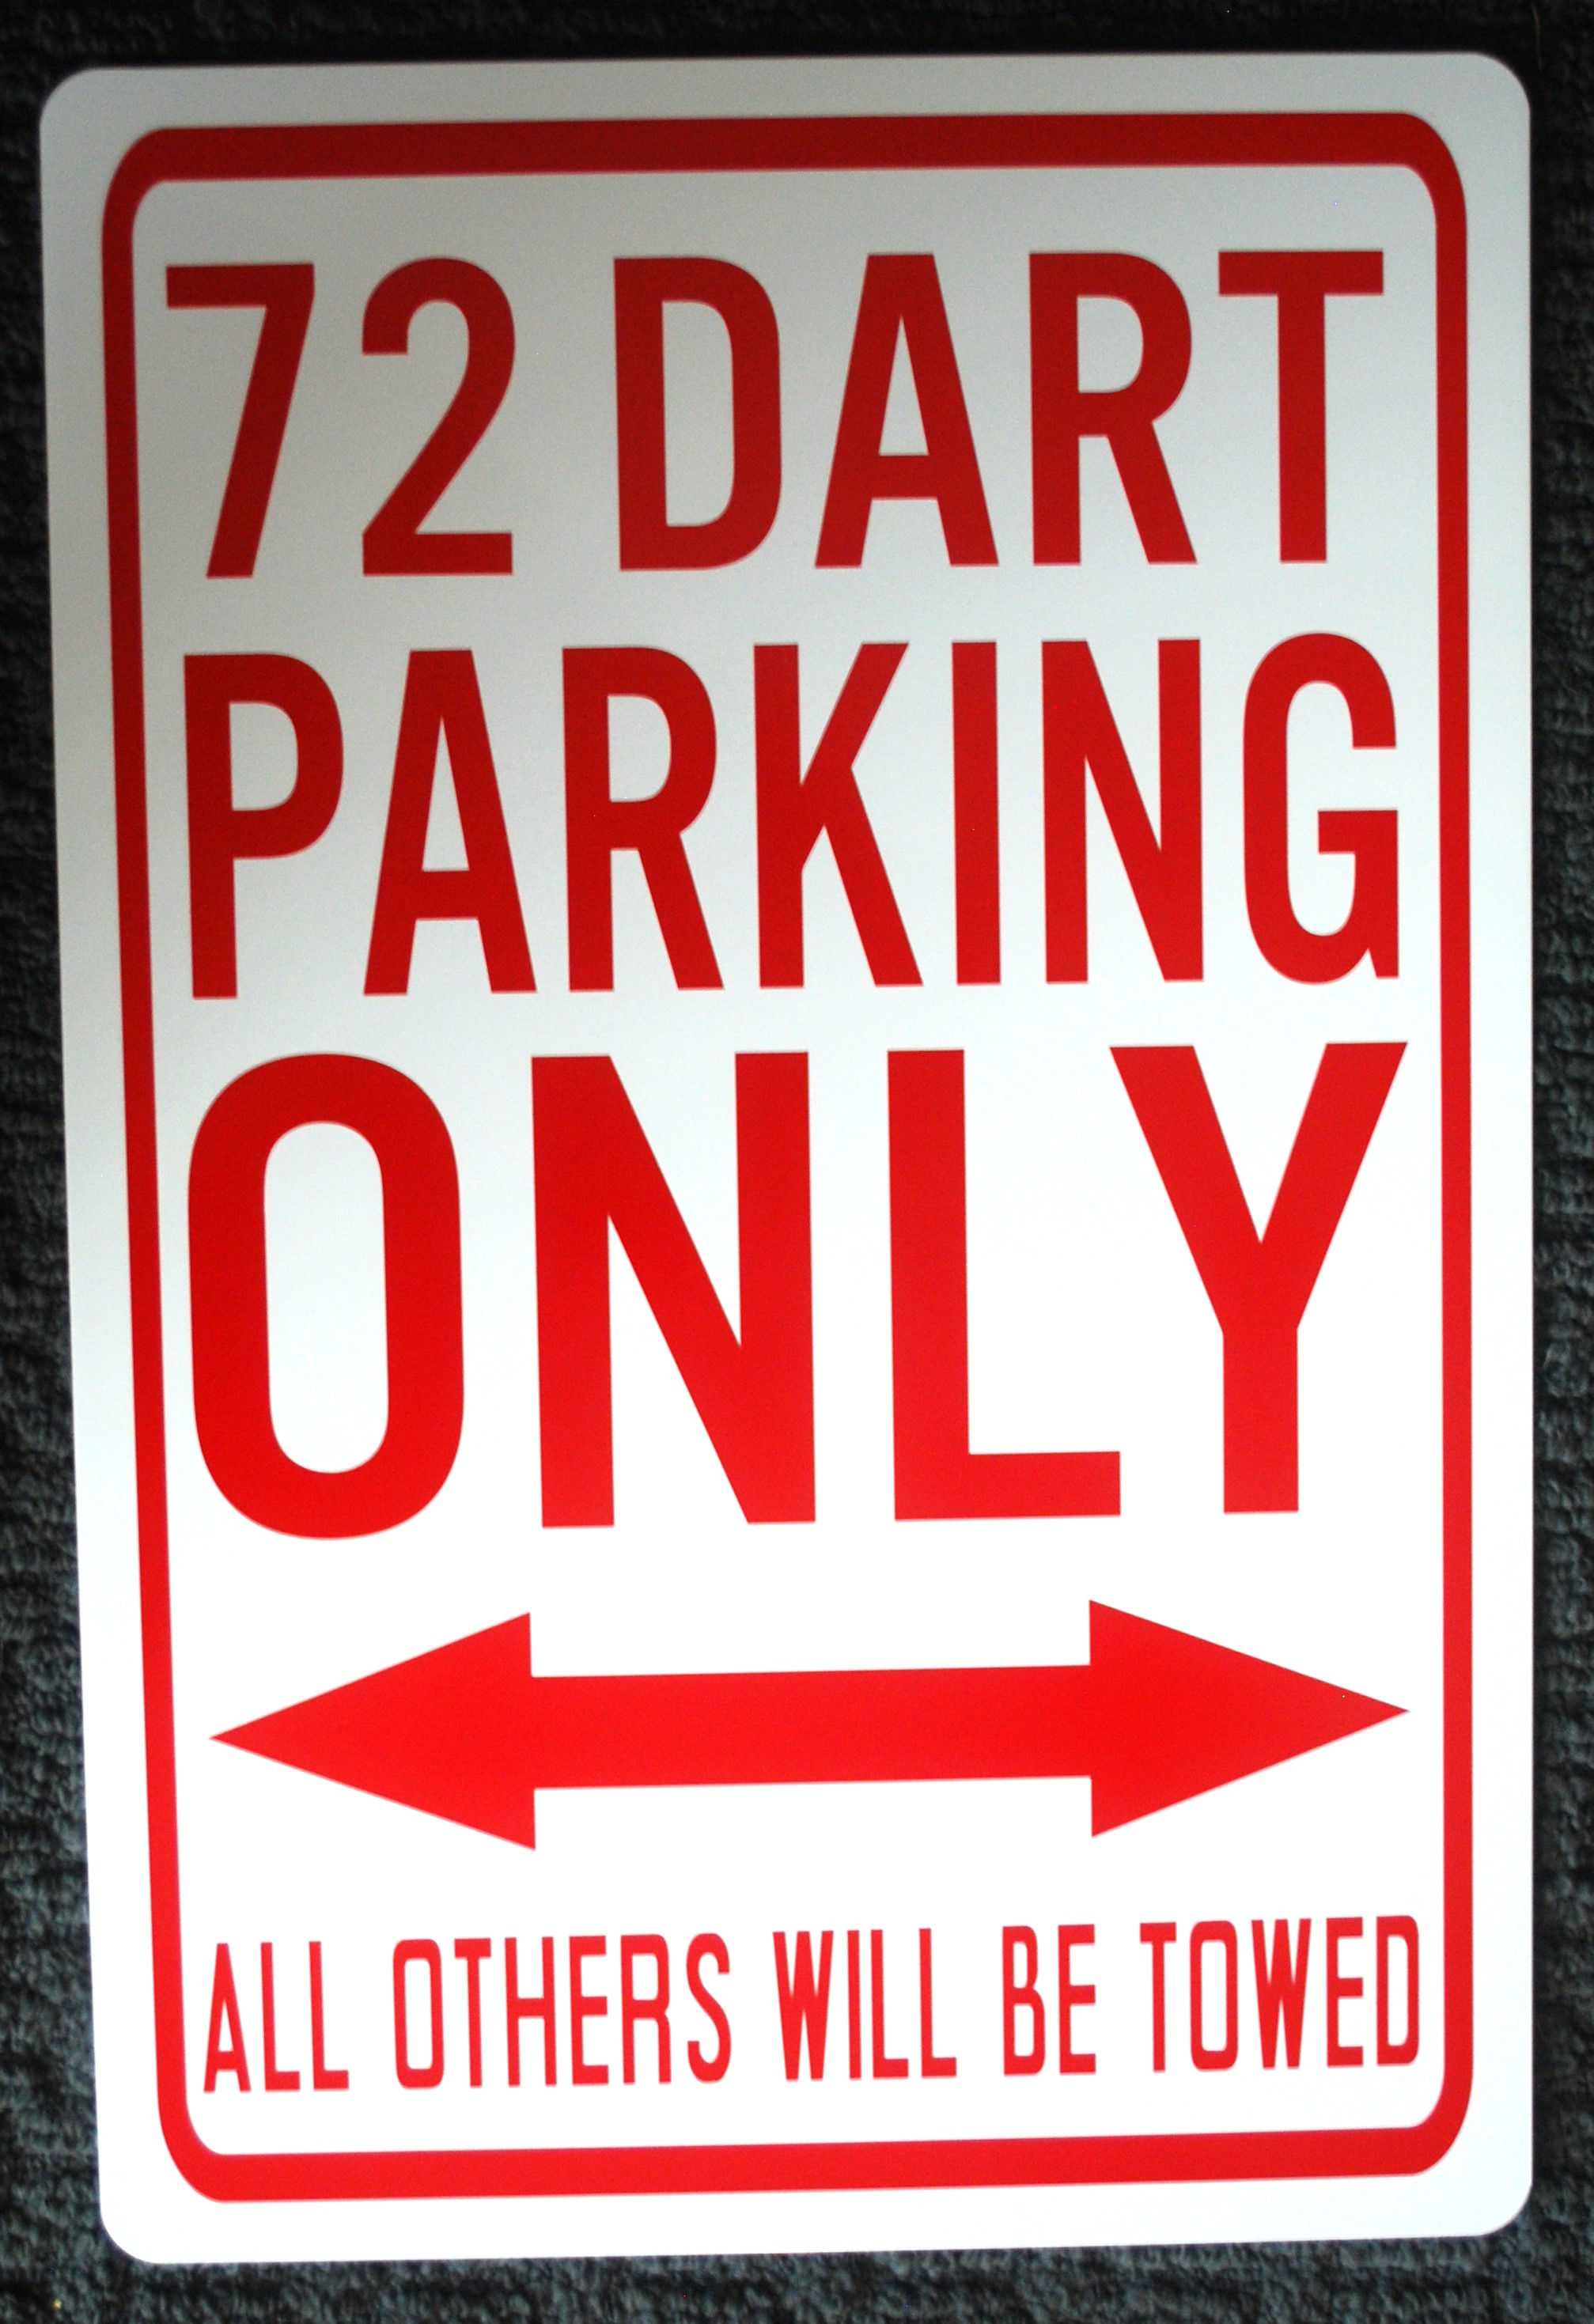 72 DART
PARKING
ONLY
ALL OTHERS WILL BE TOWED